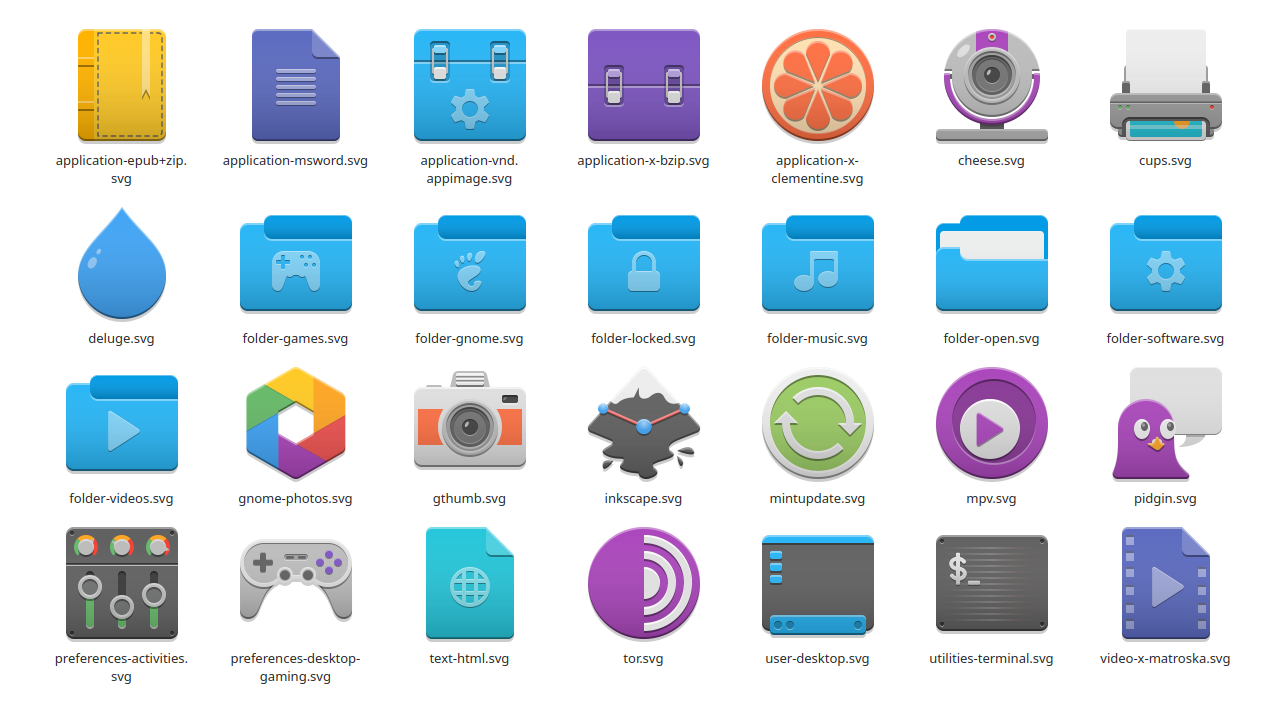 application-epub+zip.
svg
application-msword.svg
application-vnd.
appimage.svg
application-x-bzip.svg
application-x-
clementine.svg
cheese.svg
cups.svg
deluge.svg
folder-games.svg
folder-gnome.svg
folder-locked.svg
folder-music.svg
folder-open.svg
folder-software.svg
folder-videos.svg
gnome-photos.svg
gthumb.svg
inkscape.svg
mintupdate.svg
mpv.svg
pidgin.svg
$_
preferences-activities.
svg
preferences-desktop-
gaming.svg
text-html.svg
tor.svg
user-desktop.svg
utilities-terminal.svg
video-x-matroska.svg